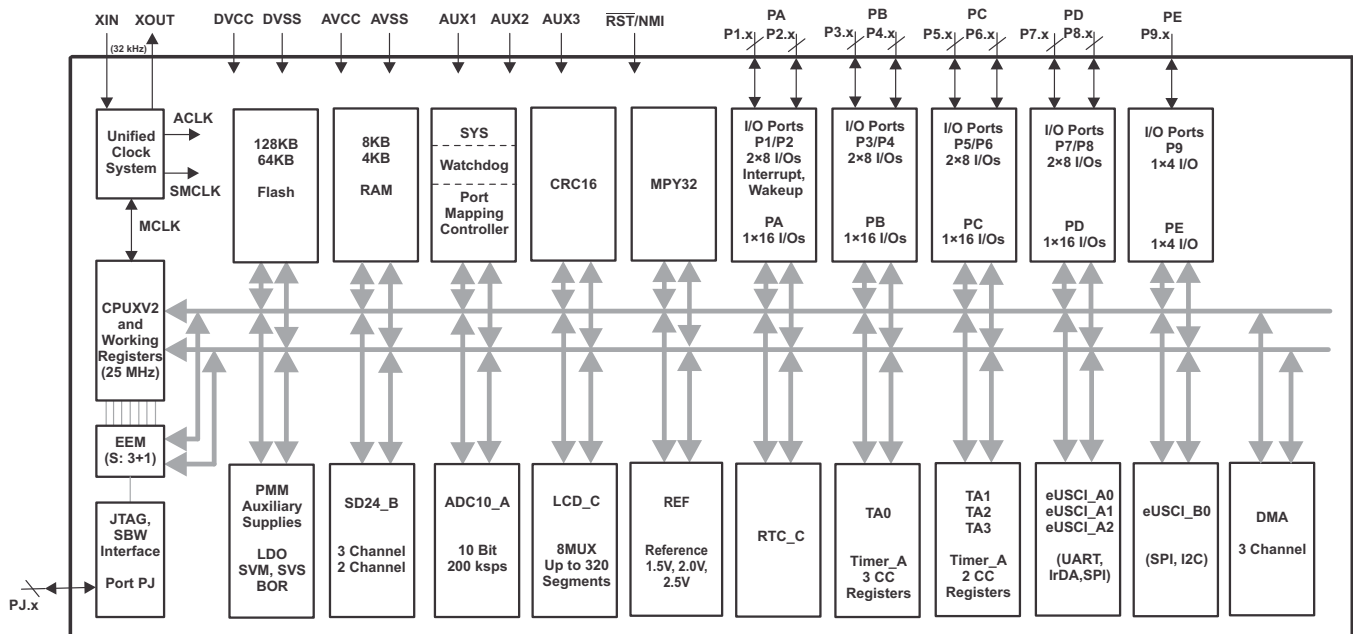 XIN
XOUT
(32 kHz)
DVCC
DVSS
AVCC
AVSS
AUX1
AUX2
AUX3
RST/NMI
PA
P1.x
P2.x
PB
P3.x
P4.x
PC
P5.x
P6.x
PD
P7.x
P8.x
PE
P9.x
Unified
Clock
System
ACLK
SMCLK
MCLK
128KB
64KB
Flash
8KB
4KB
RAM
SYS
Watchdog
Port
Mapping
Controller
CRC16
MPY32
I/O Ports
P1/P2
2×8 I/Os
Interrupt,
Wakeup
PA
1×16 I/Os
I/O Ports
P3/P4
2×8 I/Os
PB
1×16 I/Os
I/O Ports
P5/P6
2×8 I/Os
PC
1×16 I/Os
I/O Ports
P7/P8
2×8 I/Os
PD
1×16 I/Os
I/O Ports
P9
1×4 I/O
PE
1×4 I/O
CPUXV2
and
Working
Registers
(25 MHz)
EEM
(S: 3+1)
JTAG,
SBW
Interface
Port PJ
PJ.x
PMM
Auxiliary
Supplies
LDO
SVM, SVS
BOR
SD24_B
3 Channel
2 Channel
ADC10_A
10 Bit
200 ksps
LCD_C
8MUX
Up to 320
Segments
REF
Reference
1.5V, 2.0V,
2.5V
RTC_C
TA0
Timer_A
3 CC
Registers
TA1
TA2
TA3
Timer_A
2 CC
Registers
eUSCI_A0
eUSCI_A1
eUSCI_A2
(UART,
IrDA,SPI)
eUSCI_B0
(SPI, I2C)
DMA
3 Channel